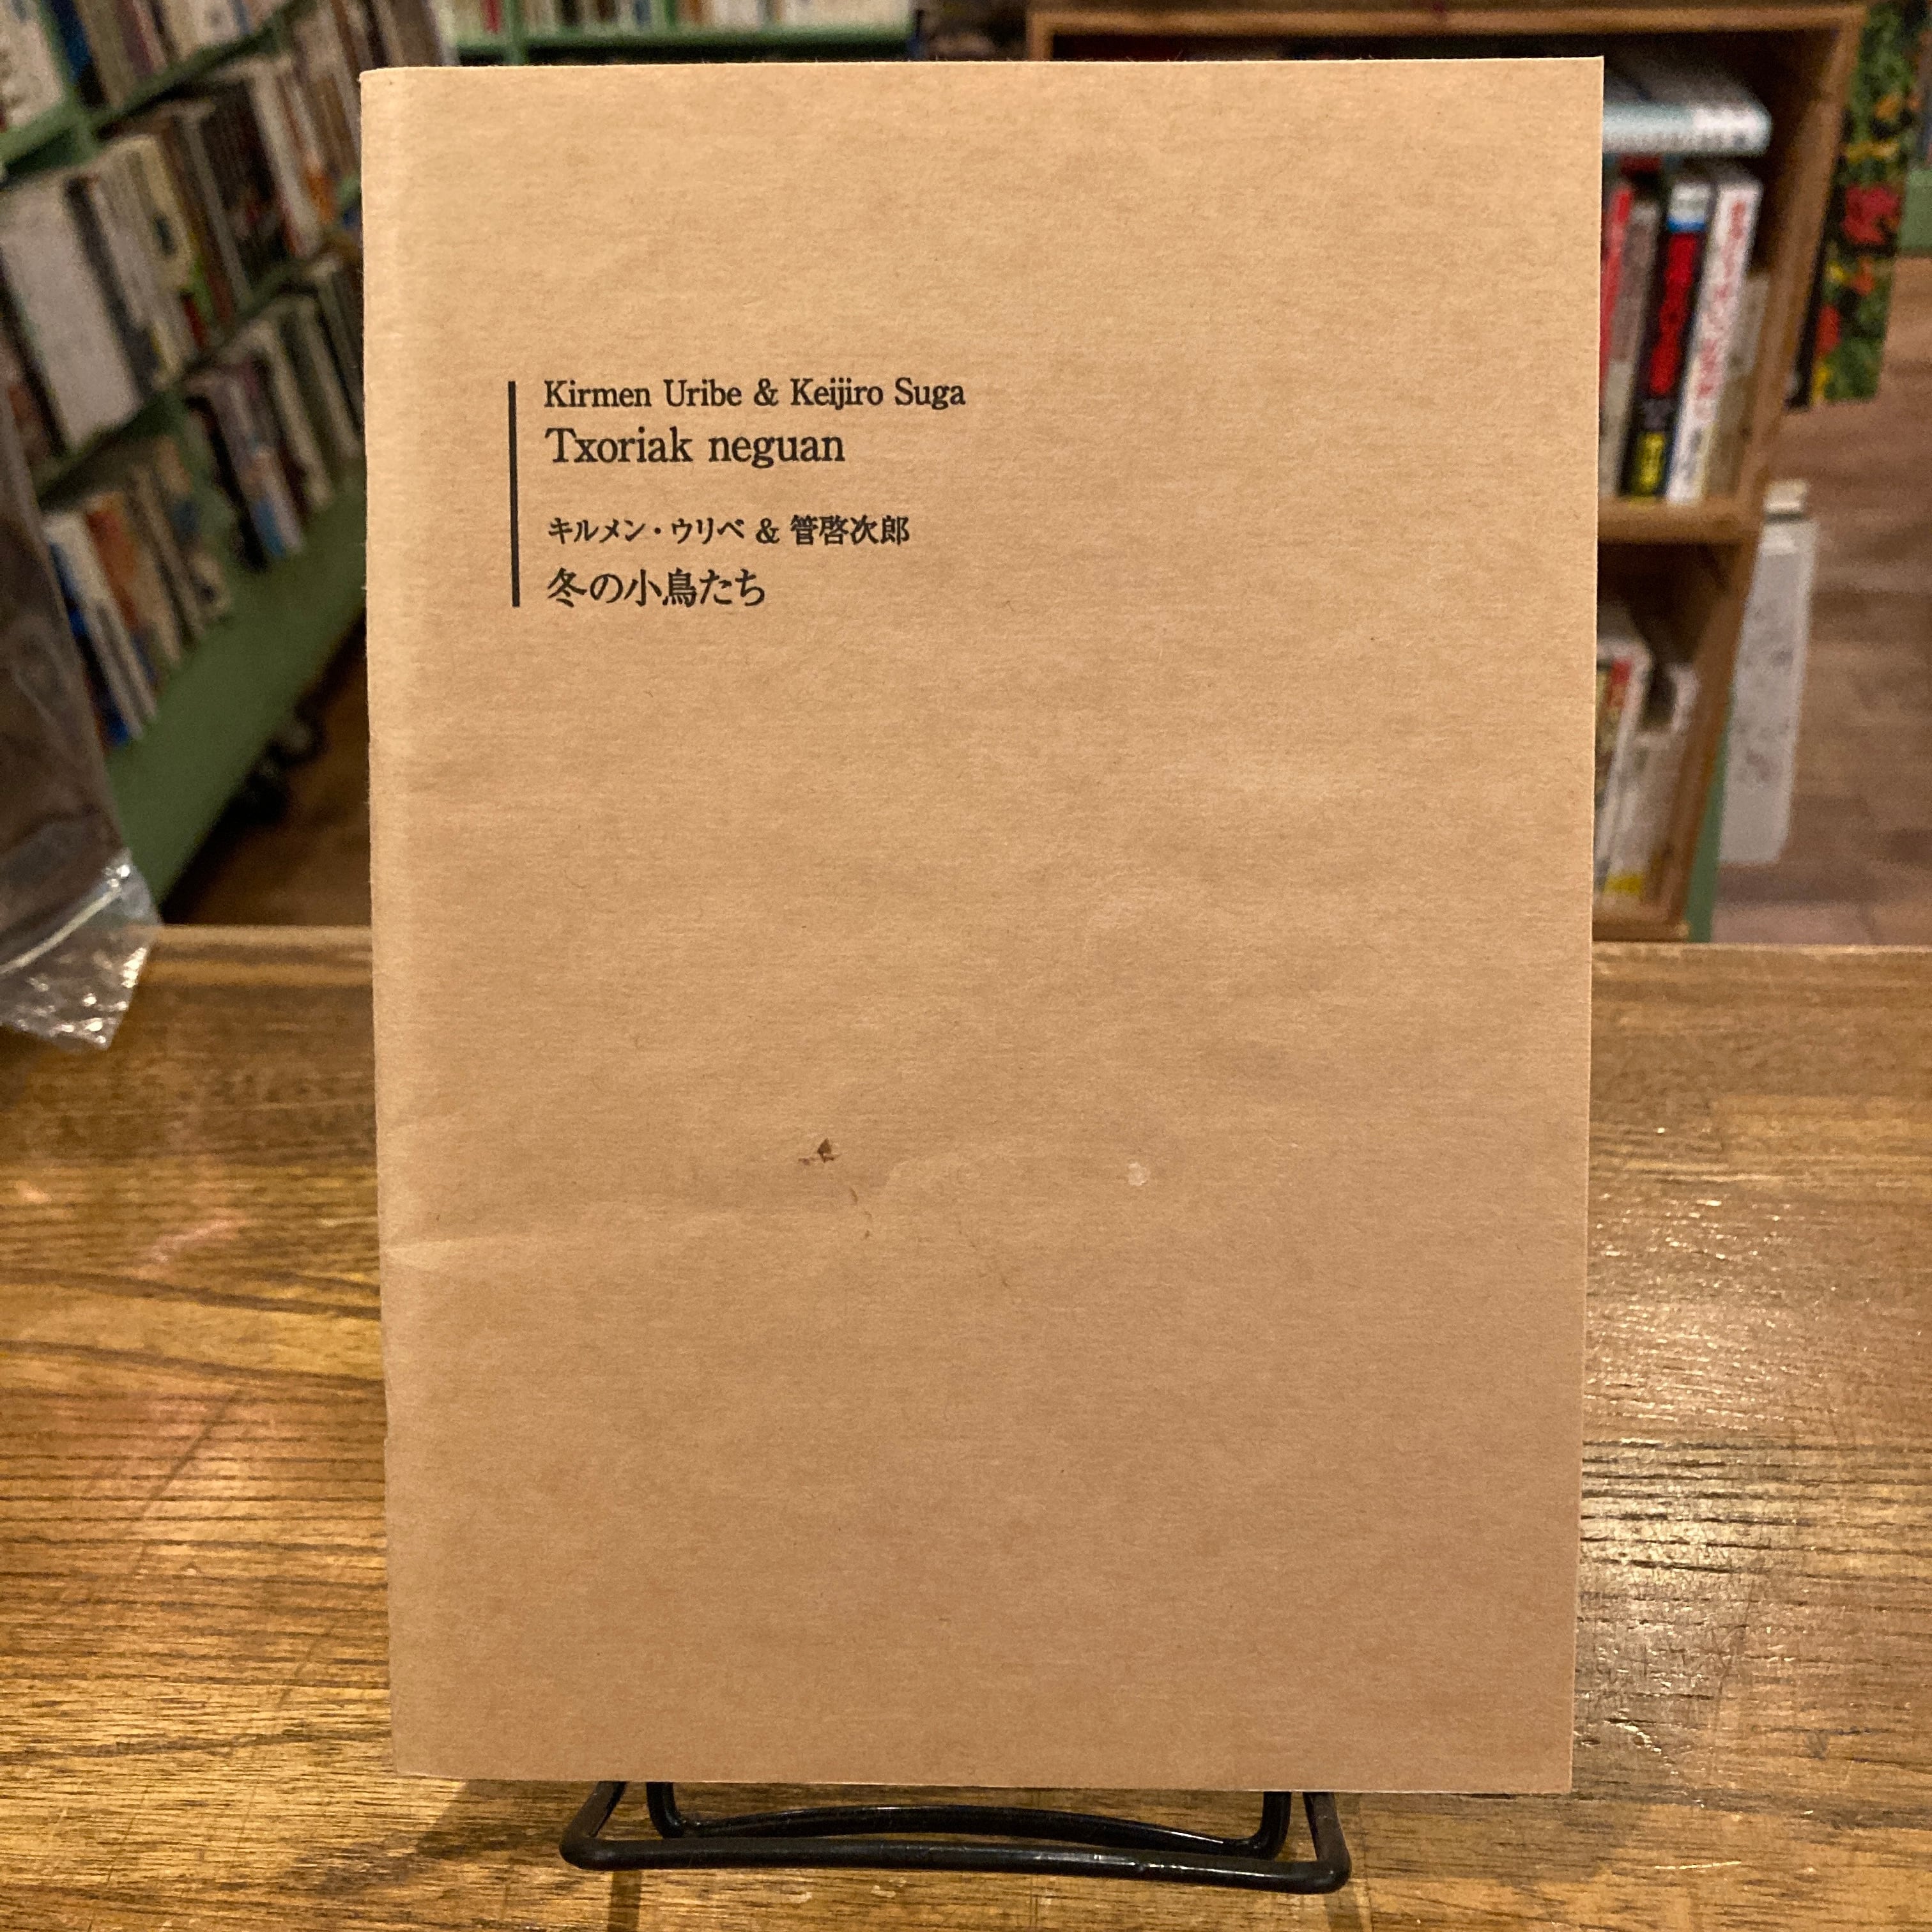 Kirmen Uribe & Keijiro Suga
Txoriak neguan
キルメン・ウリベ & 管啓次郎
冬の小鳥たち